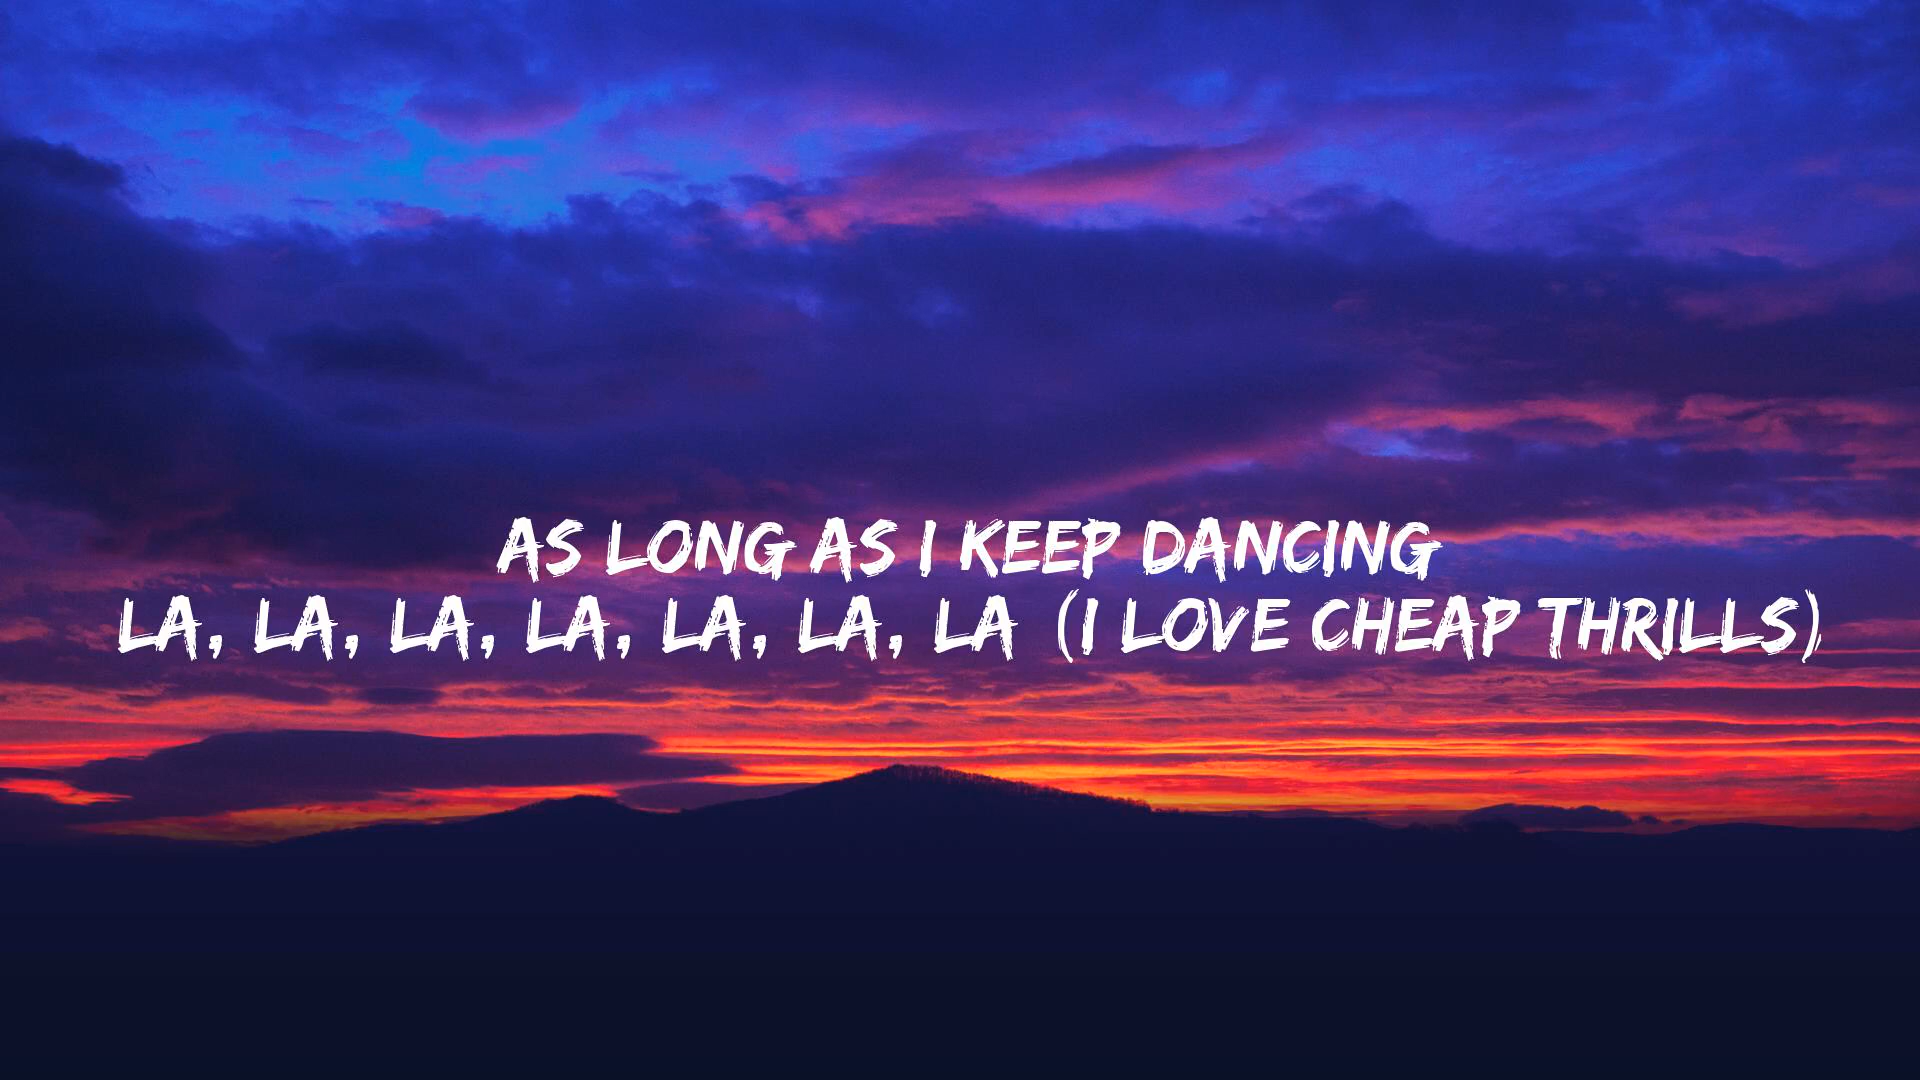 AS LONG AS I KEEP DANCING
LA, LA, LA, LA, LA, LA, LA (I LOVE CHEAP THRILLS)